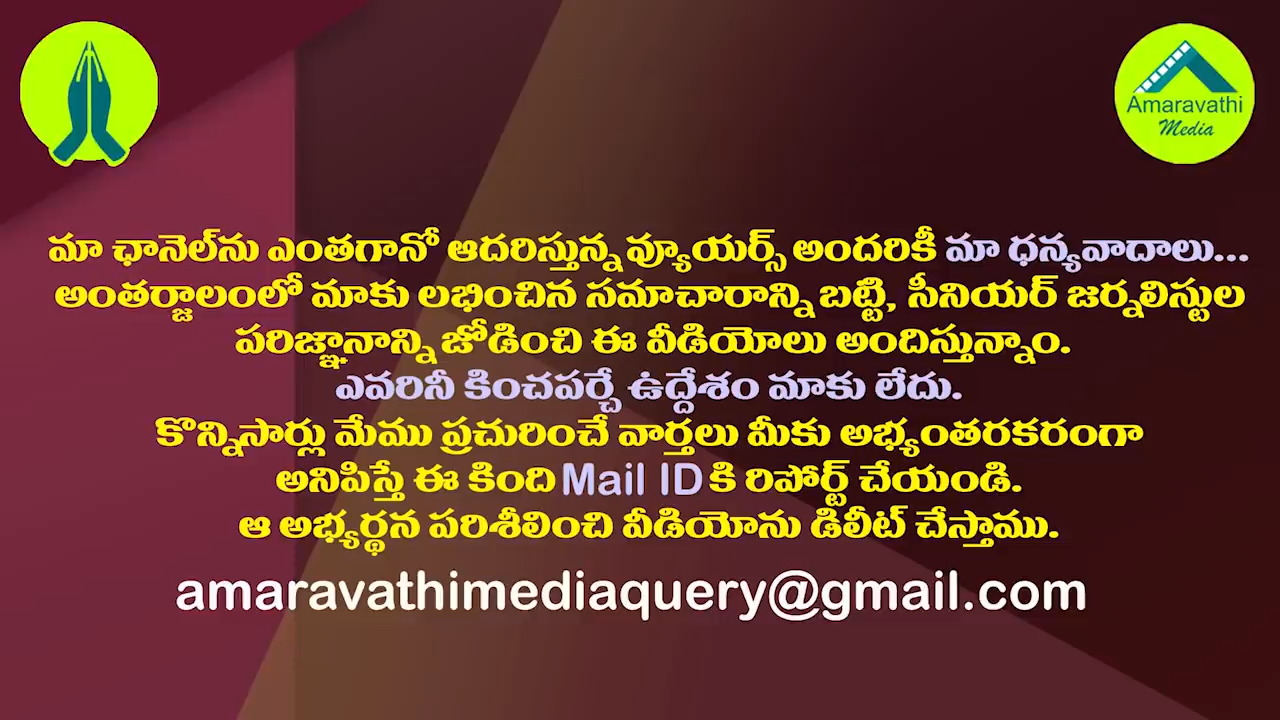 Amaravathi
Media
మా ఛానెల్‌ను ఎంతగానో ఆదరిస్తున్న వ్యూయర్స్ అందరికీ మా ధన్యవాదాలు...
అంతర్జాలంలో మాకు లభించిన సమాచారాన్ని బట్టి, సీనియర్ జర్నలిస్టుల
పరిజ్ఞానాన్ని జోడించి ఈ వీడియోలు అందిస్తున్నాం.
ఎవరినీ కించపర్చే ఉద్దేశం మాకు లేదు.
కొన్నిసార్లు మేము ప్రచురించే వార్తలు మీకు అభ్యంతరకరంగా
అనిపిస్తే ఈ కింది Mail ID కి రిపోర్ట్ చేయండి.
ఆ అభ్యర్థన పరిశీలించి వీడియోను డిలీట్ చేస్తాము.
amaravathimediaquery@gmail.com